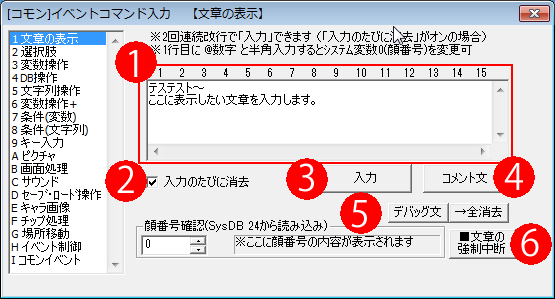 [コモン]イベントコマンド入力　【文章の表示】
1 文章の表示
2 選択肢
3 変数操作
4 DB操作
5 文字列操作
6 変数操作+
7 条件(変数)
8 条件(文字列)
9 キー入力
A ピクチャ
B 画面処理
C サウンド
D セーブ・ロード操作
E キャラ画像
F チップ処理
G 場所移動
H イベント制御
I コモンイベント
※2回連続改行で「入力」できます（「入力のたびに消去」がオンの場合）
※1行目に @数字 と半角入力するとシステム変数0(顔番号)を変更可
1
1 2 3 4 5 6 7 8 9 10 11 12 13 14 15
テステスト～
ここに表示したい文章を入力します。
2
入力のたびに消去
3
入力
コメント文
4
5
デバッグ文
→全消去
顔番号確認(SysDB 24から読み込み)
0
※ここに顔番号の内容が表示されます
■文章の
強制中断
6